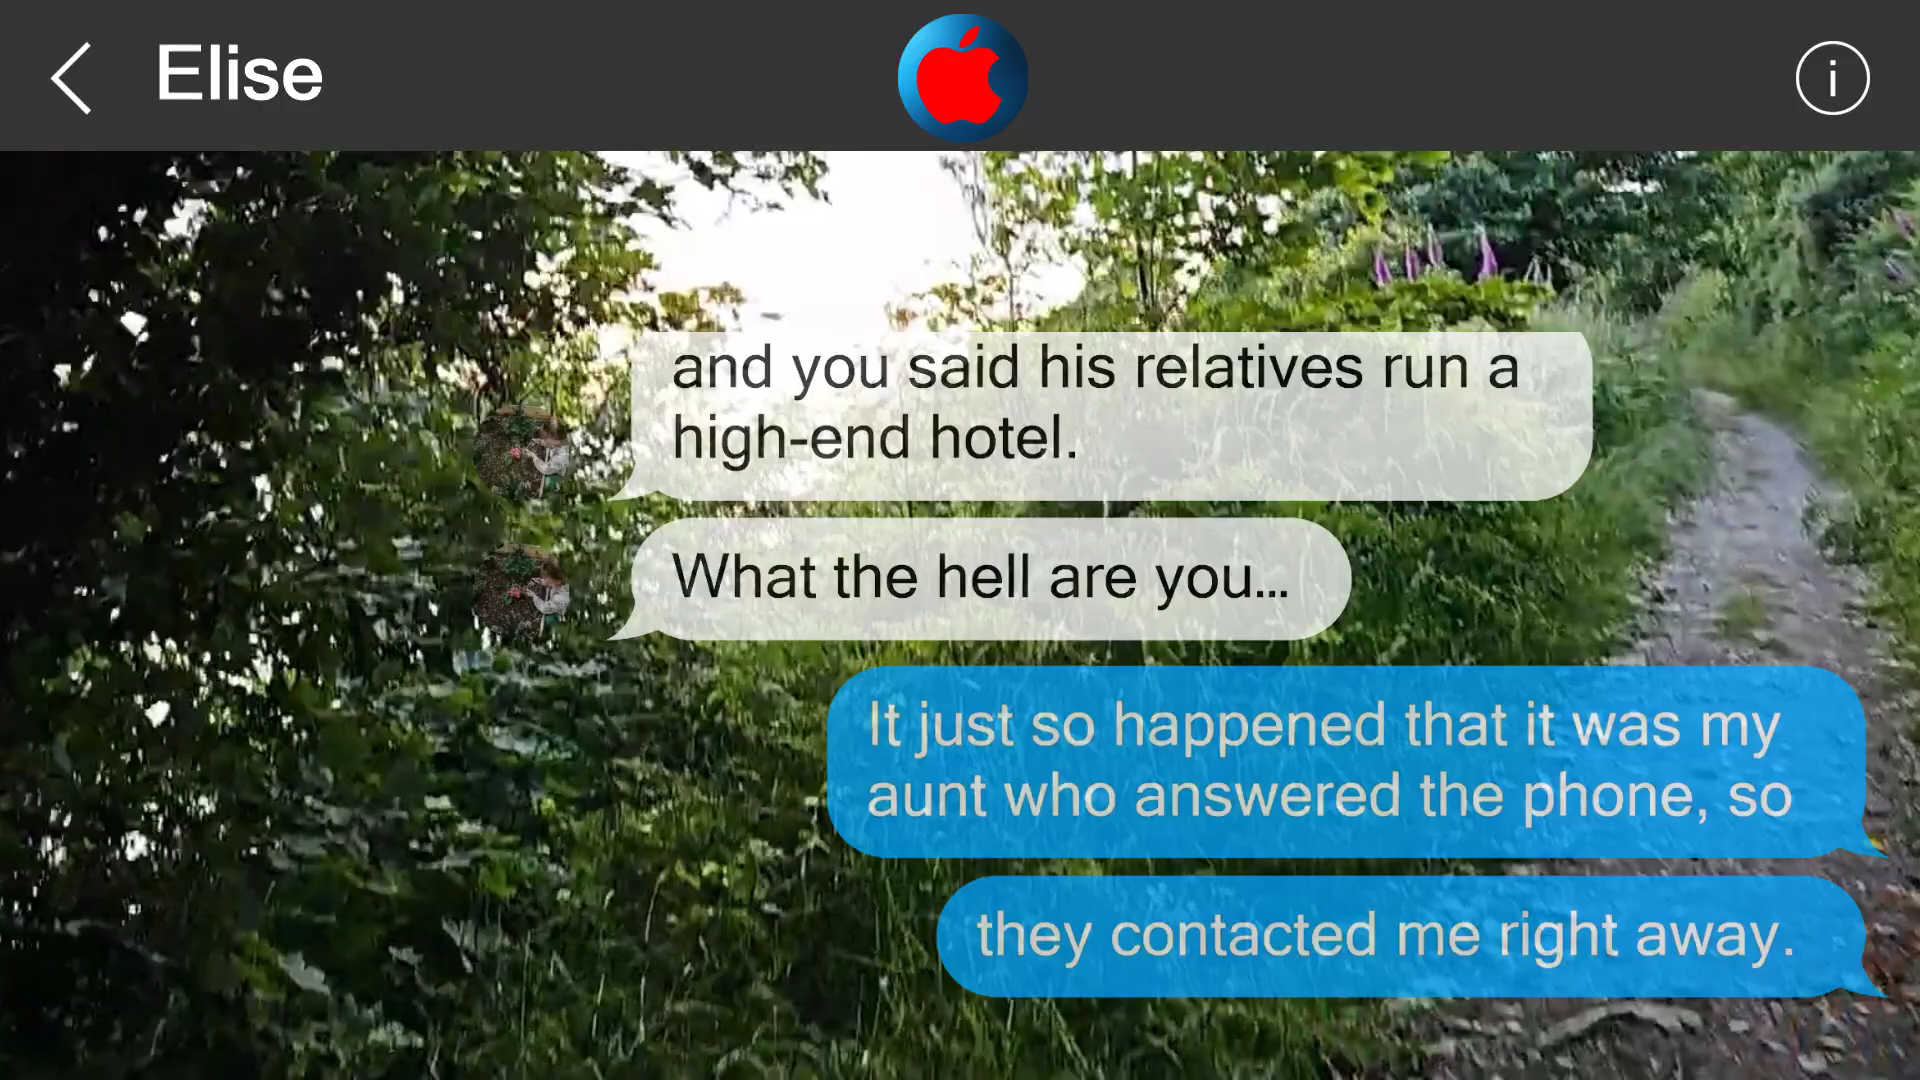 Elise
i
and you said his relatives run a
high-end hotel.
What the hell are you...
It just so happened that it was my
aunt who answered the phone, so
they contacted me right away.